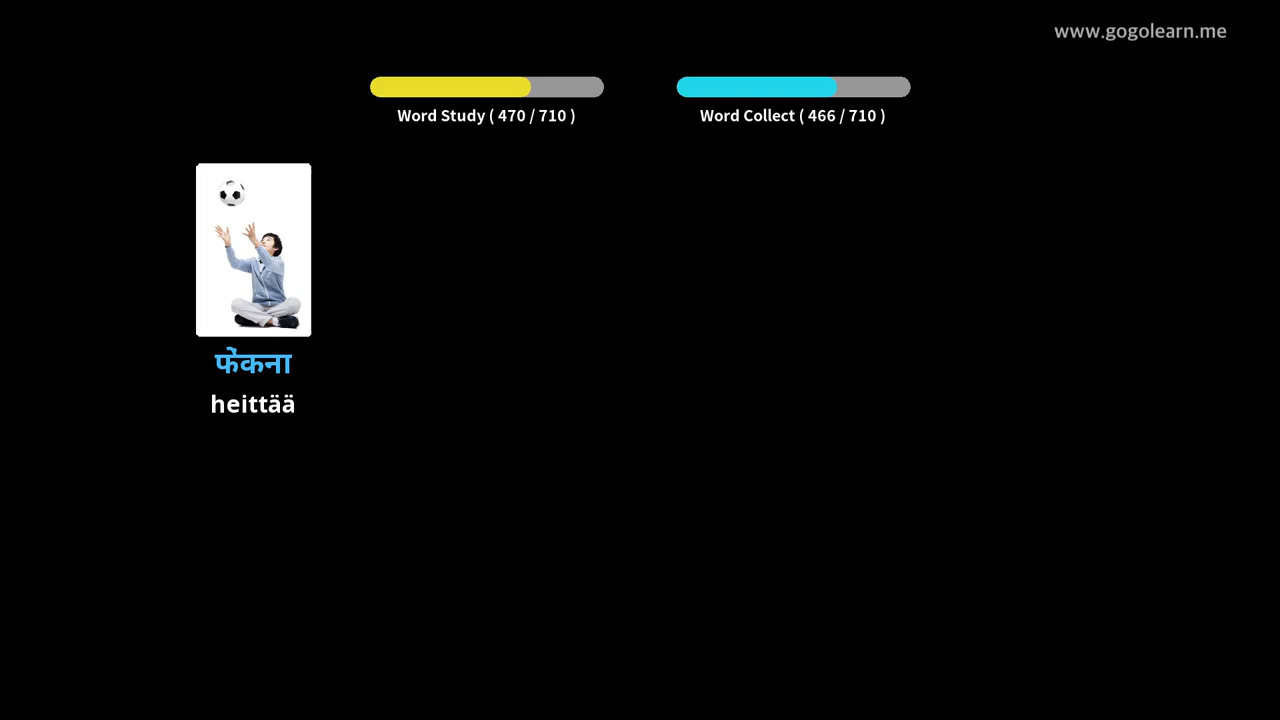 www.gogolearn.me
Word Study ( 470 / 710 )
Word Collect ( 466 / 710 )
फेंकना
heittää